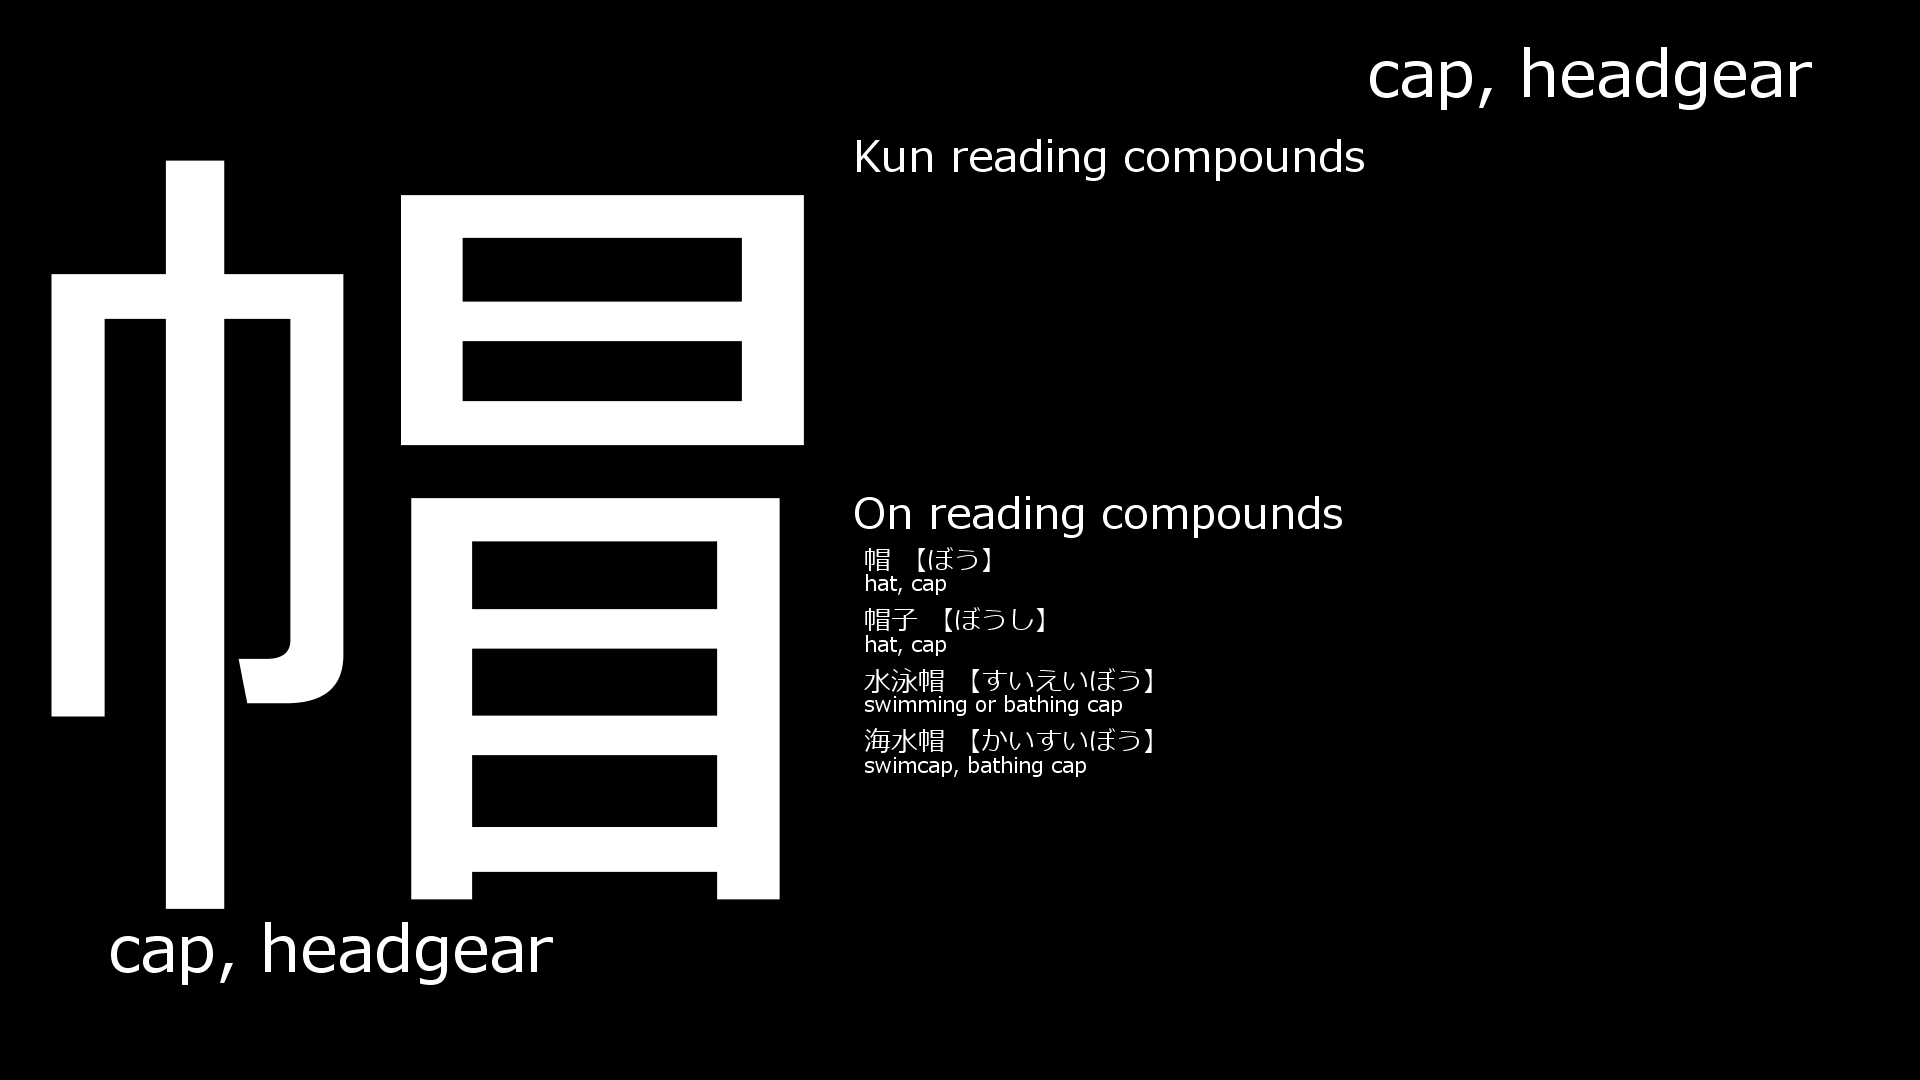 cap, headgear
帽
cap, headgear
Kun reading compounds
On reading compounds
帽 【ぼう】
hat, cap
帽子 【ぼうし】
hat, cap
水泳帽 【すいえいぼう】
swimming or bathing cap
海水帽 【かいすいぼう】
swimcap, bathing cap